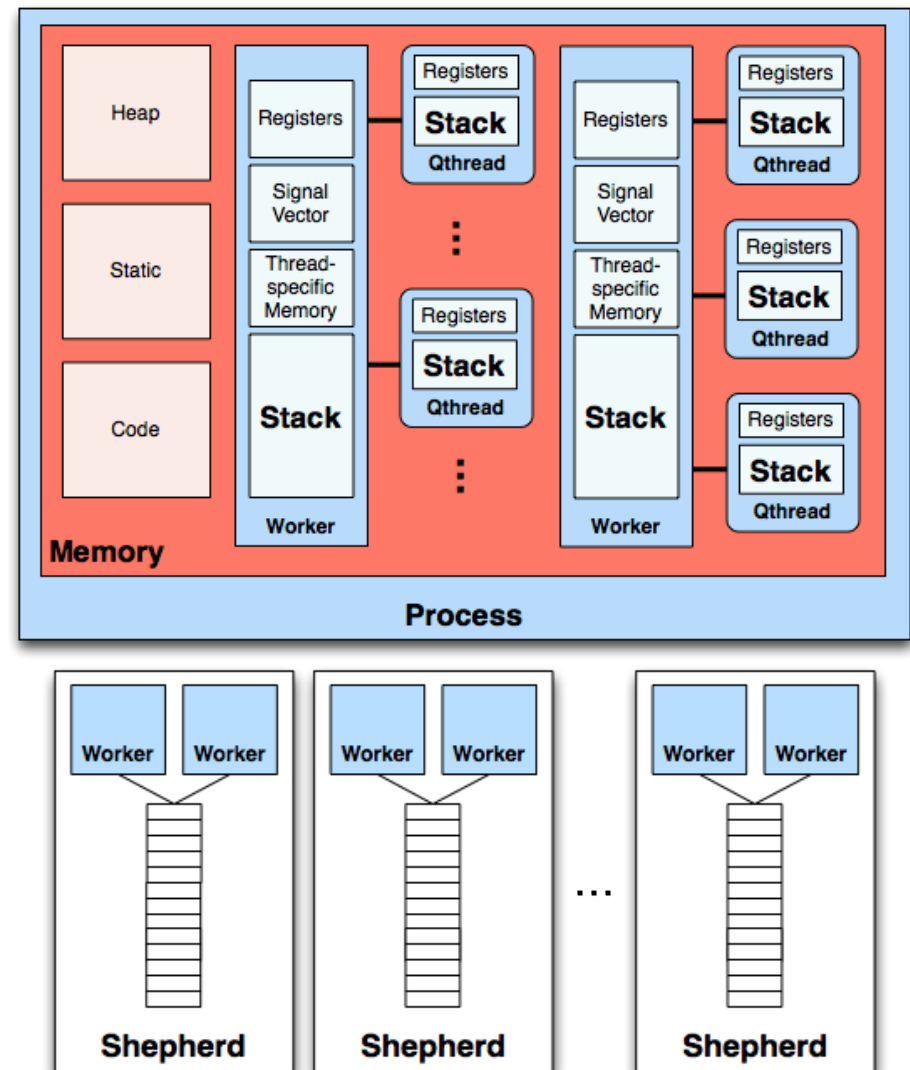 Heap
Static
Code
Memory
Registers
Signal
Vector
Thread-
specific
Memory
Stack
Worker
Registers
Stack
Qthread
Registers
Stack
Qthread
Registers
Signal
Vector
Thread-
specific
Memory
Stack
Worker
Registers
Stack
Qthread
Registers
Stack
Qthread
Registers
Stack
Qthread
Process
Worker
Worker
Shepherd
Worker
Worker
Shepherd
...
Worker
Worker
Shepherd